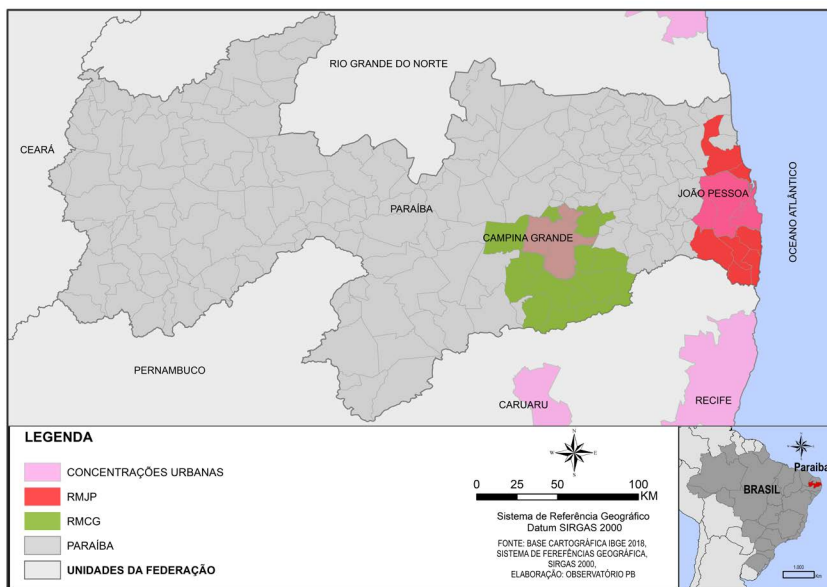 RIO GRANDE DO NORTE
CEARÁ
JOÃO PESSOA
OCEANO ATLÂNTICO
PARAÍBA
CAMPINA GRANDE
PERNAMBUCO
CARUARU
RECIFE
LEGENDA
CONCENTRAÇÕES URBANAS
RMJP
RMCG
PARAÍBA
UNIDADES DA FEDERAÇÃO
N
W E
S
0 25 50 100
KM
Sistema de Referência Geográfico
Datum SIRGAS 2000
FONTE: BASE CARTOGRÁFICA IBGE 2018,
SISTEMA DE FEREFÊNCIAS GEOGRÁFICA,
SIRGAS 2000,
ELABORAÇÃO: OBSERVATÓRIO PB
Paraiba
BRASIL